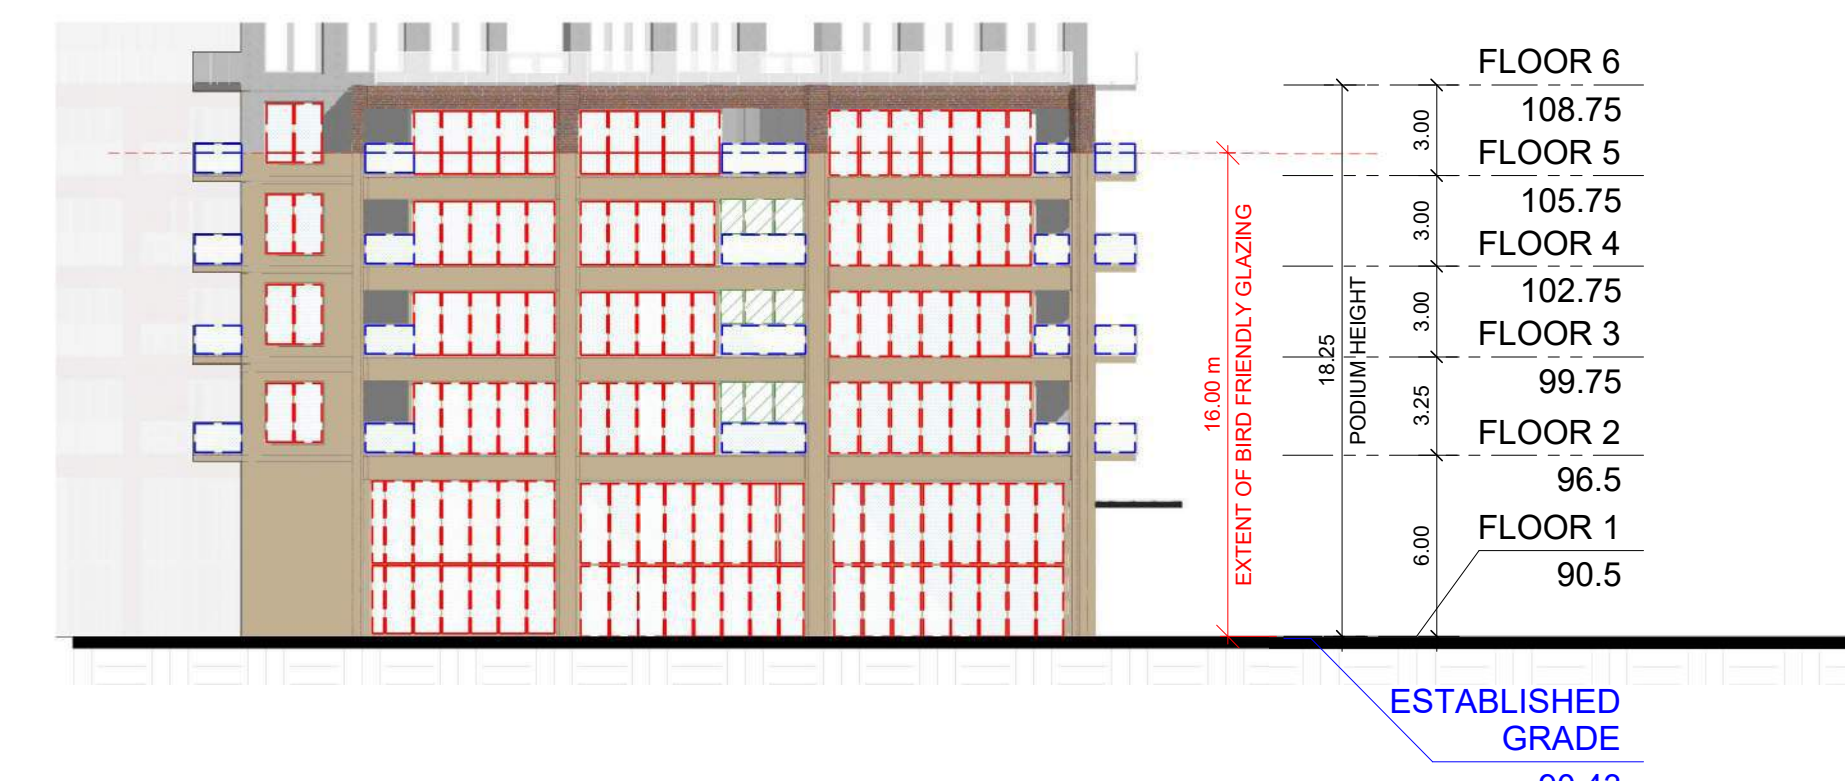 FLOOR 6
108.75
3.00
FLOOR 5
105.75
3.00
FLOOR 4
102.75
3.00
FLOOR 3
99.75
3.25
FLOOR 2
96.5
6.00
FLOOR 1
90.5
18.25
PODIUM HEIGHT
16.00 m
EXTENT OF BIRD FRIENDLY GLAZING
ESTABLISHED
GRADE